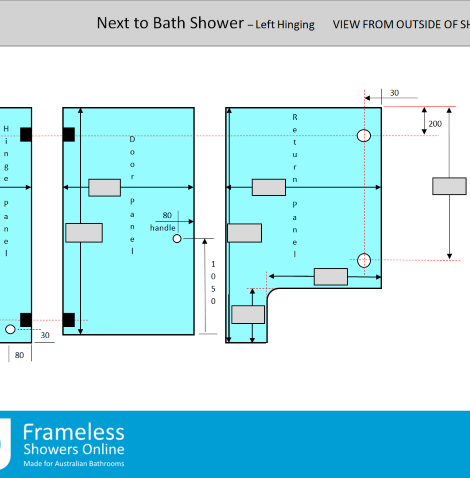 Next to Bath Shower – Left Hinging VIEW FROM OUTSIDE OF SH
30
200
Hinge Panel
Door Panel
Return Panel
80
handle
1050
30
80
Frameless
Showers Online
Made for Australian Bathrooms